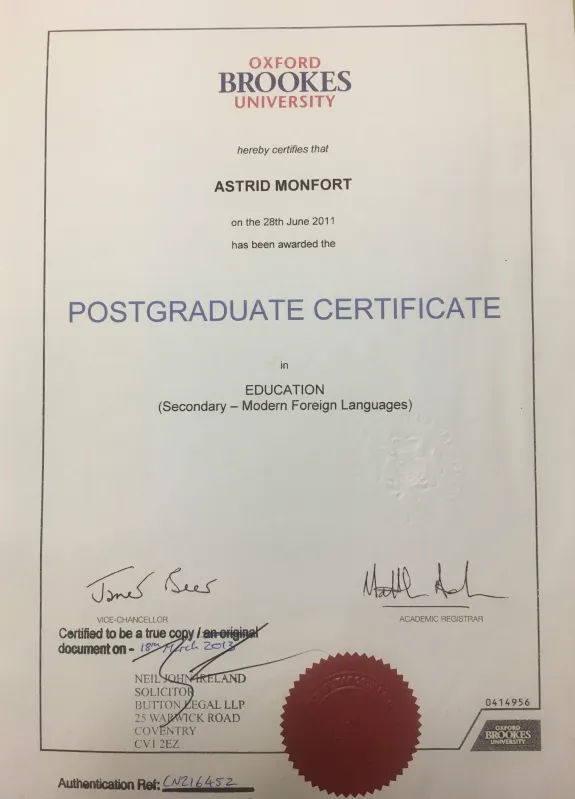 OXFORD
BROOKES
UNIVERSITY
hereby certifies that
ASTRID MONFORT
on the 28th June 2011
has been awarded the
POSTGRADUATE CERTIFICATE
in
EDUCATION
(Secondary – Modern Foreign Languages)
Janet Beer
VICE-CHANCELLOR
ACADEMIC REGISTRAR
Certified to be a true copy / an original
document on - 18th March 2013
NEIL JOHN IRELAND
SOLICITOR
BUTTON LEGAL LLP
25 WARWICK ROAD
COVENTRY
CV1 2EZ
0414956
OXFORD
BROOKES
UNIVERSITY
Authentication Ref: CN216452